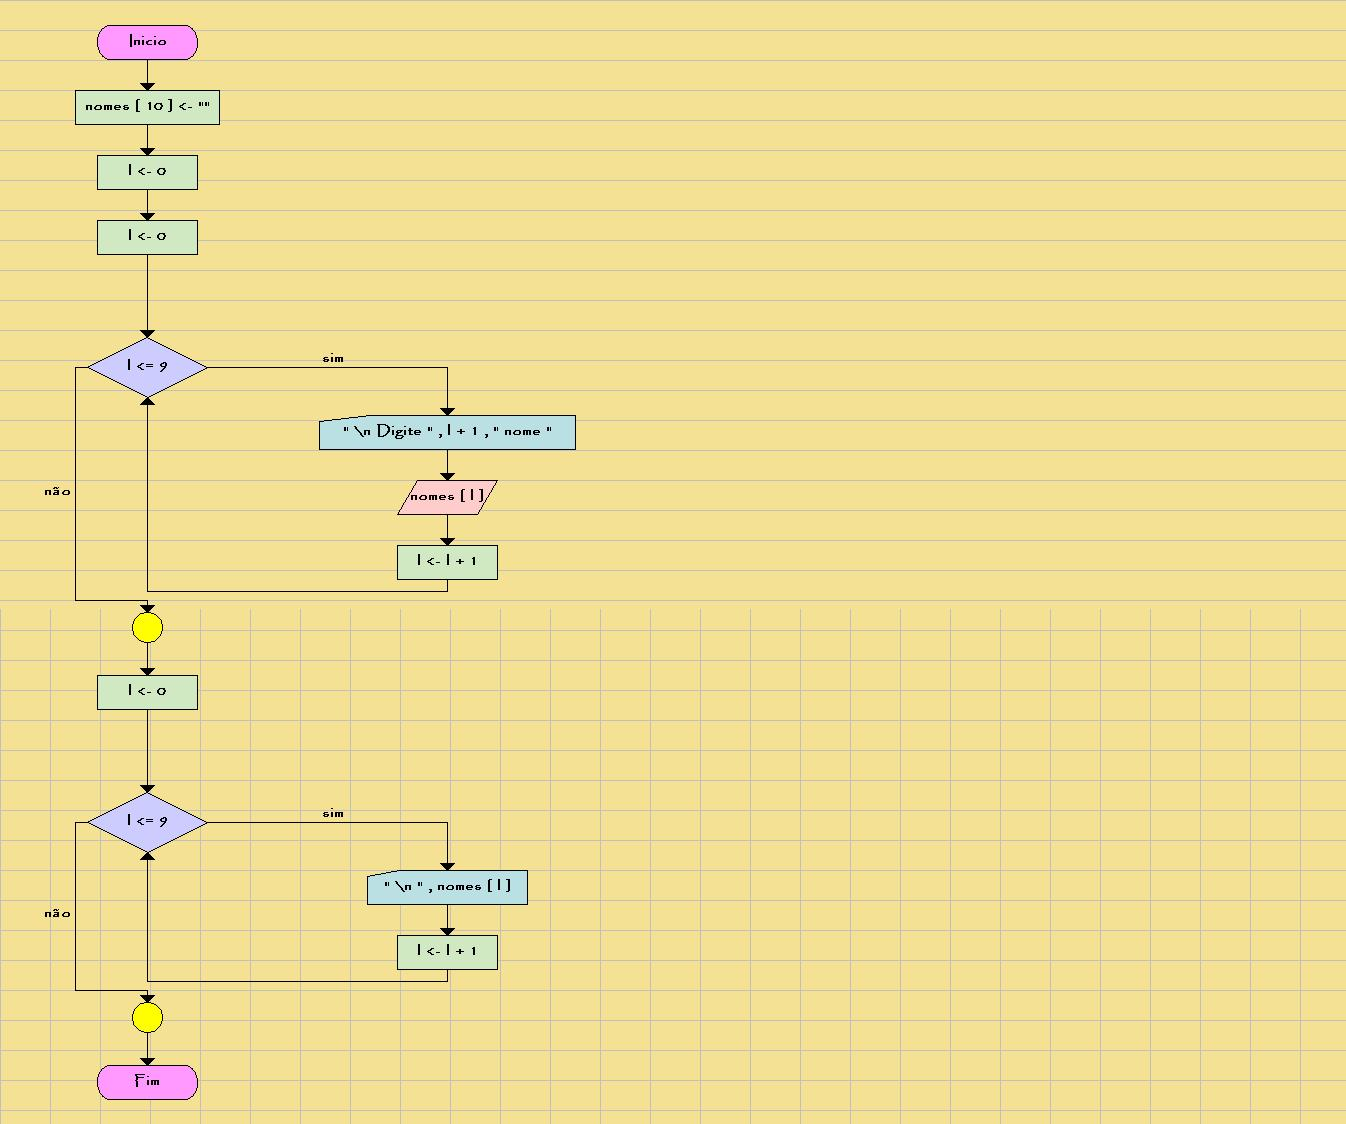 Inicio
nomes [ 10 ] <- ""
I <- 0
I <- 0
I <= 9
sim
" \n Digite " , I + 1 , " nome "
nomes [ I ]
não
I <- I + 1
I <- 0
I <= 9
sim
" \n " , nomes [ I ]
não
I <- I + 1
Fim